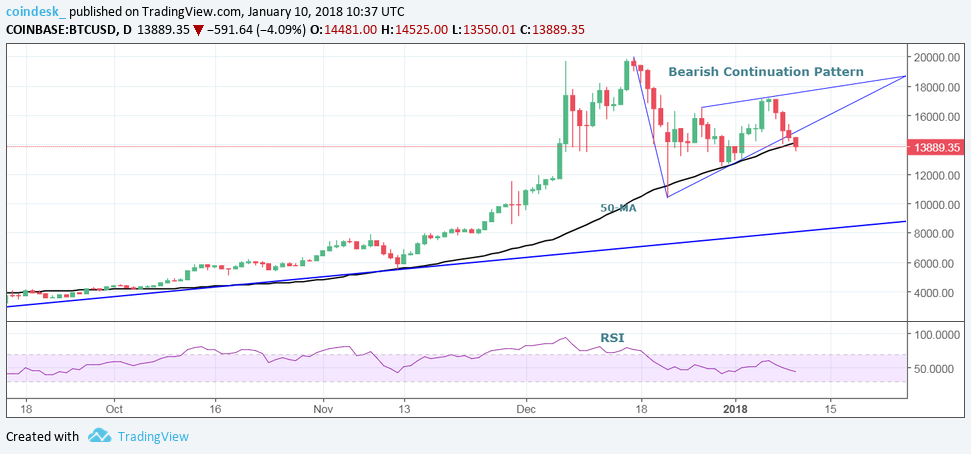 coindesk_ published on TradingView.com, January 10, 2018 10:37 UTC
COINBASE:BTCUSD, D 13889.35 ▼ −591.64 (−4.09%) O:14481.00 H:14525.00 L:13550.01 C:13889.35
20000.00
Bearish Continuation Pattern
18000.00
16000.00
13889.35
12000.00
50-MA
10000.00
8000.00
6000.00
4000.00
RSI
100.0000
50.0000
18 Oct 16 Nov 13 Dec 18 2018 15
Created with TradingView